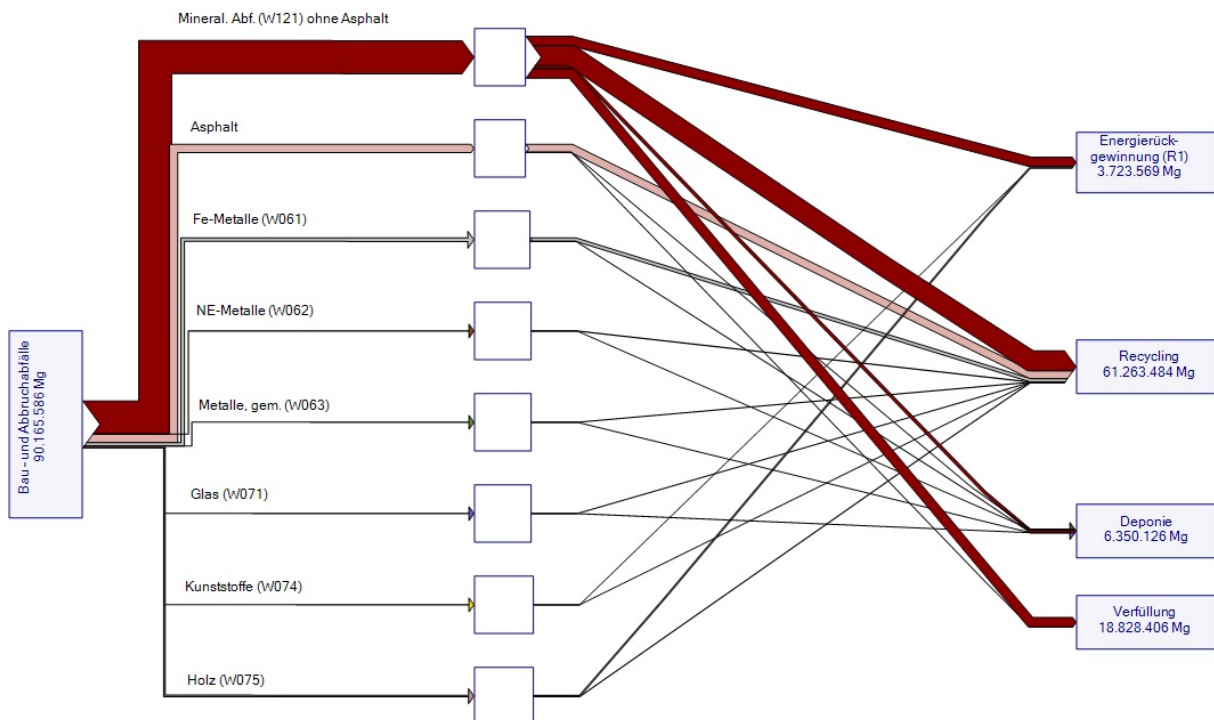 Mineral. Abf. (W121) ohne Asphalt
Asphalt
Fe-Metalle (W061)
NE-Metalle (W062)
Metalle, gem. (W063)
Glas (W071)
Kunststoffe (W074)
Holz (W075)
Bau - und Abbruchabfälle
90.165.586 Mg
Energierück-
gewinnung (R1)
3.723.569 Mg
Recycling
61.263.484 Mg
Deponie
6.350.126 Mg
Verfüllung
18.828.406 Mg